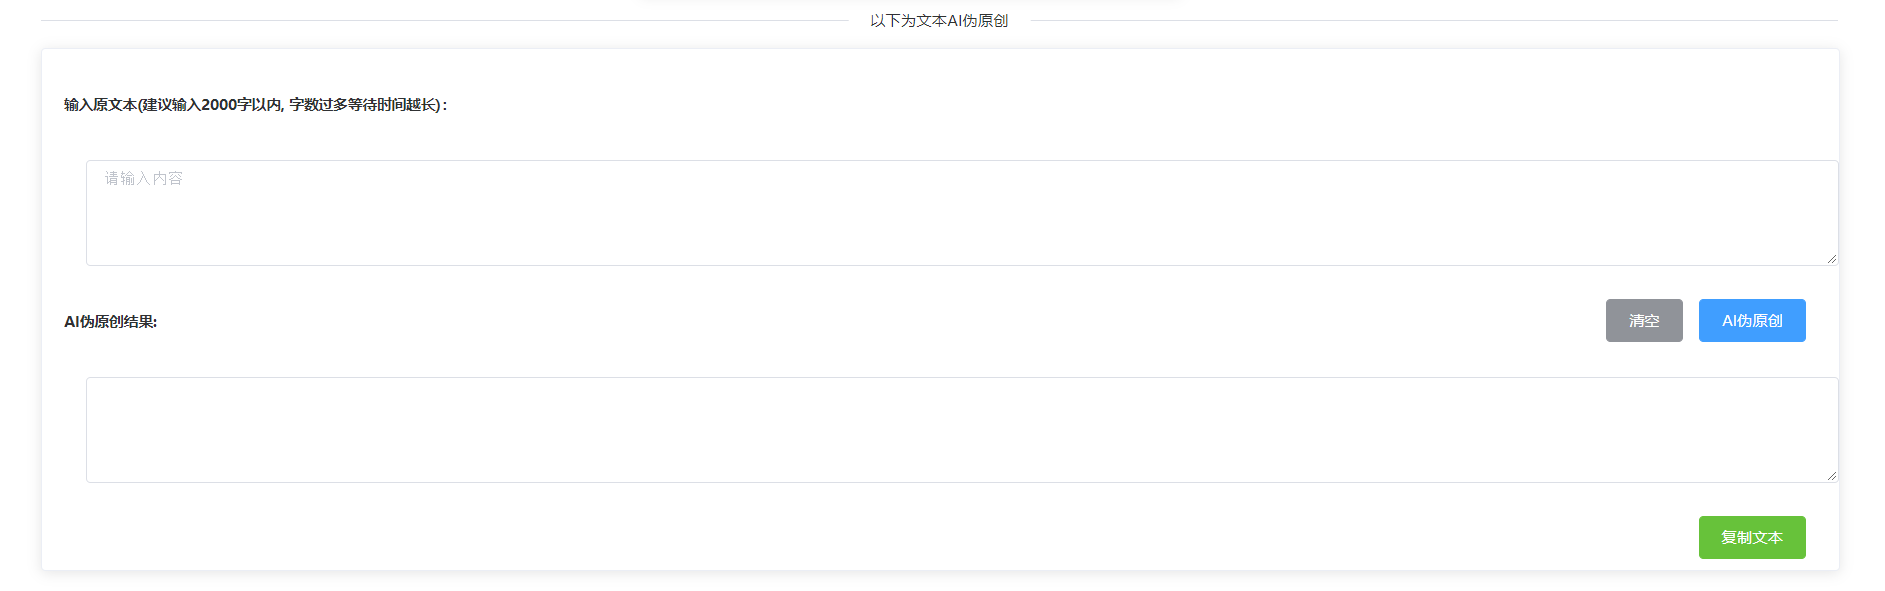 以下为文本AI伪原创
输入原文本(建议输入2000字以内, 字数过多等待时间越长):
请输入内容
AI伪原创结果:
清空
AI伪原创
复制文本